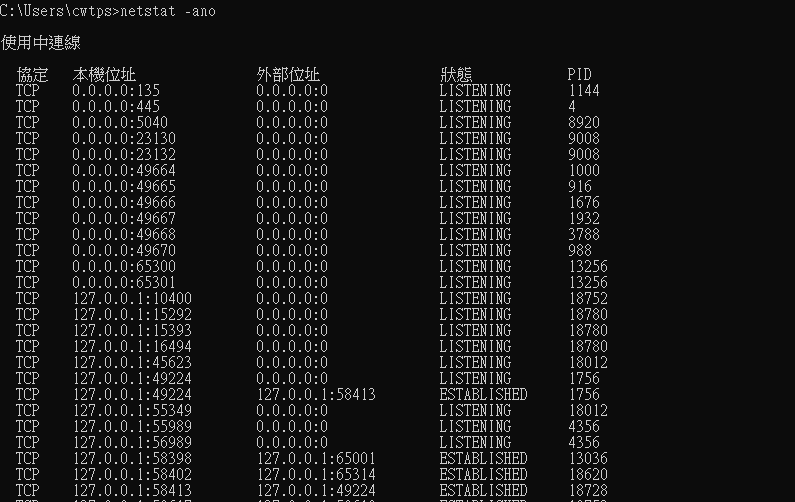 C:\Users\cwtps>netstat -ano
使用中連線
協定 本機位址 外部位址 狀態 PID
TCP 0.0.0.0:135 0.0.0.0:0 LISTENING 1144
TCP 0.0.0.0:445 0.0.0.0:0 LISTENING 4
TCP 0.0.0.0:5040 0.0.0.0:0 LISTENING 8920
TCP 0.0.0.0:23130 0.0.0.0:0 LISTENING 9008
TCP 0.0.0.0:23132 0.0.0.0:0 LISTENING 9008
TCP 0.0.0.0:49664 0.0.0.0:0 LISTENING 1000
TCP 0.0.0.0:49665 0.0.0.0:0 LISTENING 916
TCP 0.0.0.0:49666 0.0.0.0:0 LISTENING 1676
TCP 0.0.0.0:49667 0.0.0.0:0 LISTENING 1932
TCP 0.0.0.0:49668 0.0.0.0:0 LISTENING 3788
TCP 0.0.0.0:49670 0.0.0.0:0 LISTENING 988
TCP 0.0.0.0:65300 0.0.0.0:0 LISTENING 13256
TCP 0.0.0.0:65301 0.0.0.0:0 LISTENING 13256
TCP 127.0.0.1:10400 0.0.0.0:0 LISTENING 18752
TCP 127.0.0.1:15292 0.0.0.0:0 LISTENING 18780
TCP 127.0.0.1:15393 0.0.0.0:0 LISTENING 18780
TCP 127.0.0.1:16494 0.0.0.0:0 LISTENING 18780
TCP 127.0.0.1:45623 0.0.0.0:0 LISTENING 18012
TCP 127.0.0.1:49224 0.0.0.0:0 LISTENING 1756
TCP 127.0.0.1:49224 127.0.0.1:58413 ESTABLISHED 1756
TCP 127.0.0.1:55349 0.0.0.0:0 LISTENING 18012
TCP 127.0.0.1:55989 0.0.0.0:0 LISTENING 4356
TCP 127.0.0.1:56989 0.0.0.0:0 LISTENING 4356
TCP 127.0.0.1:58398 127.0.0.1:65001 ESTABLISHED 13036
TCP 127.0.0.1:58402 127.0.0.1:65314 ESTABLISHED 18620
TCP 127.0.0.1:58413 127.0.0.1:49224 ESTABLISHED 18728